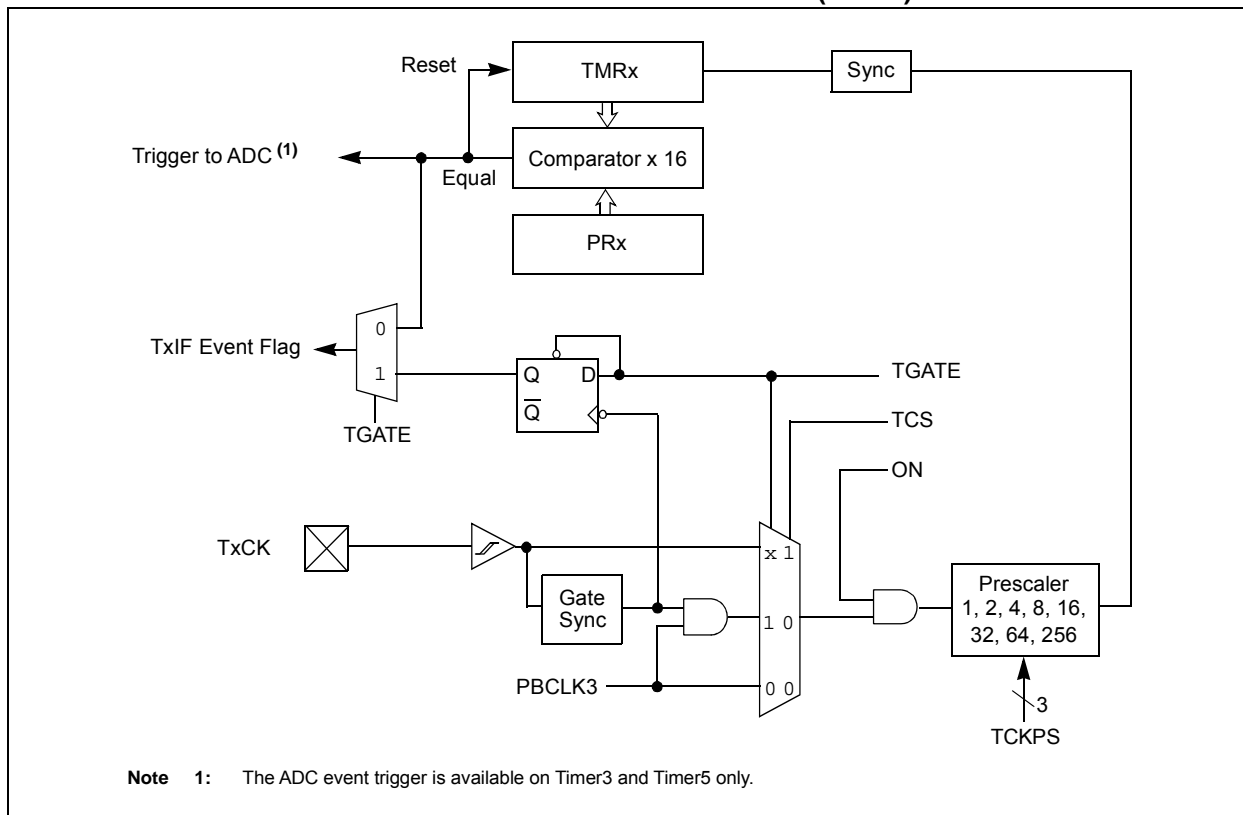 Reset
TMRx
Sync
Trigger to ADC (1)
Equal
Comparator x 16
PRx
0
1
TxIF Event Flag
TGATE
Q
D
Q
TGATE
TCS
ON
TxCK
x 1
Gate
Sync
1 0
Prescaler
1, 2, 4, 8, 16,
32, 64, 256
PBCLK3
0 0
3
TCKPS
Note 1: The ADC event trigger is available on Timer3 and Timer5 only.